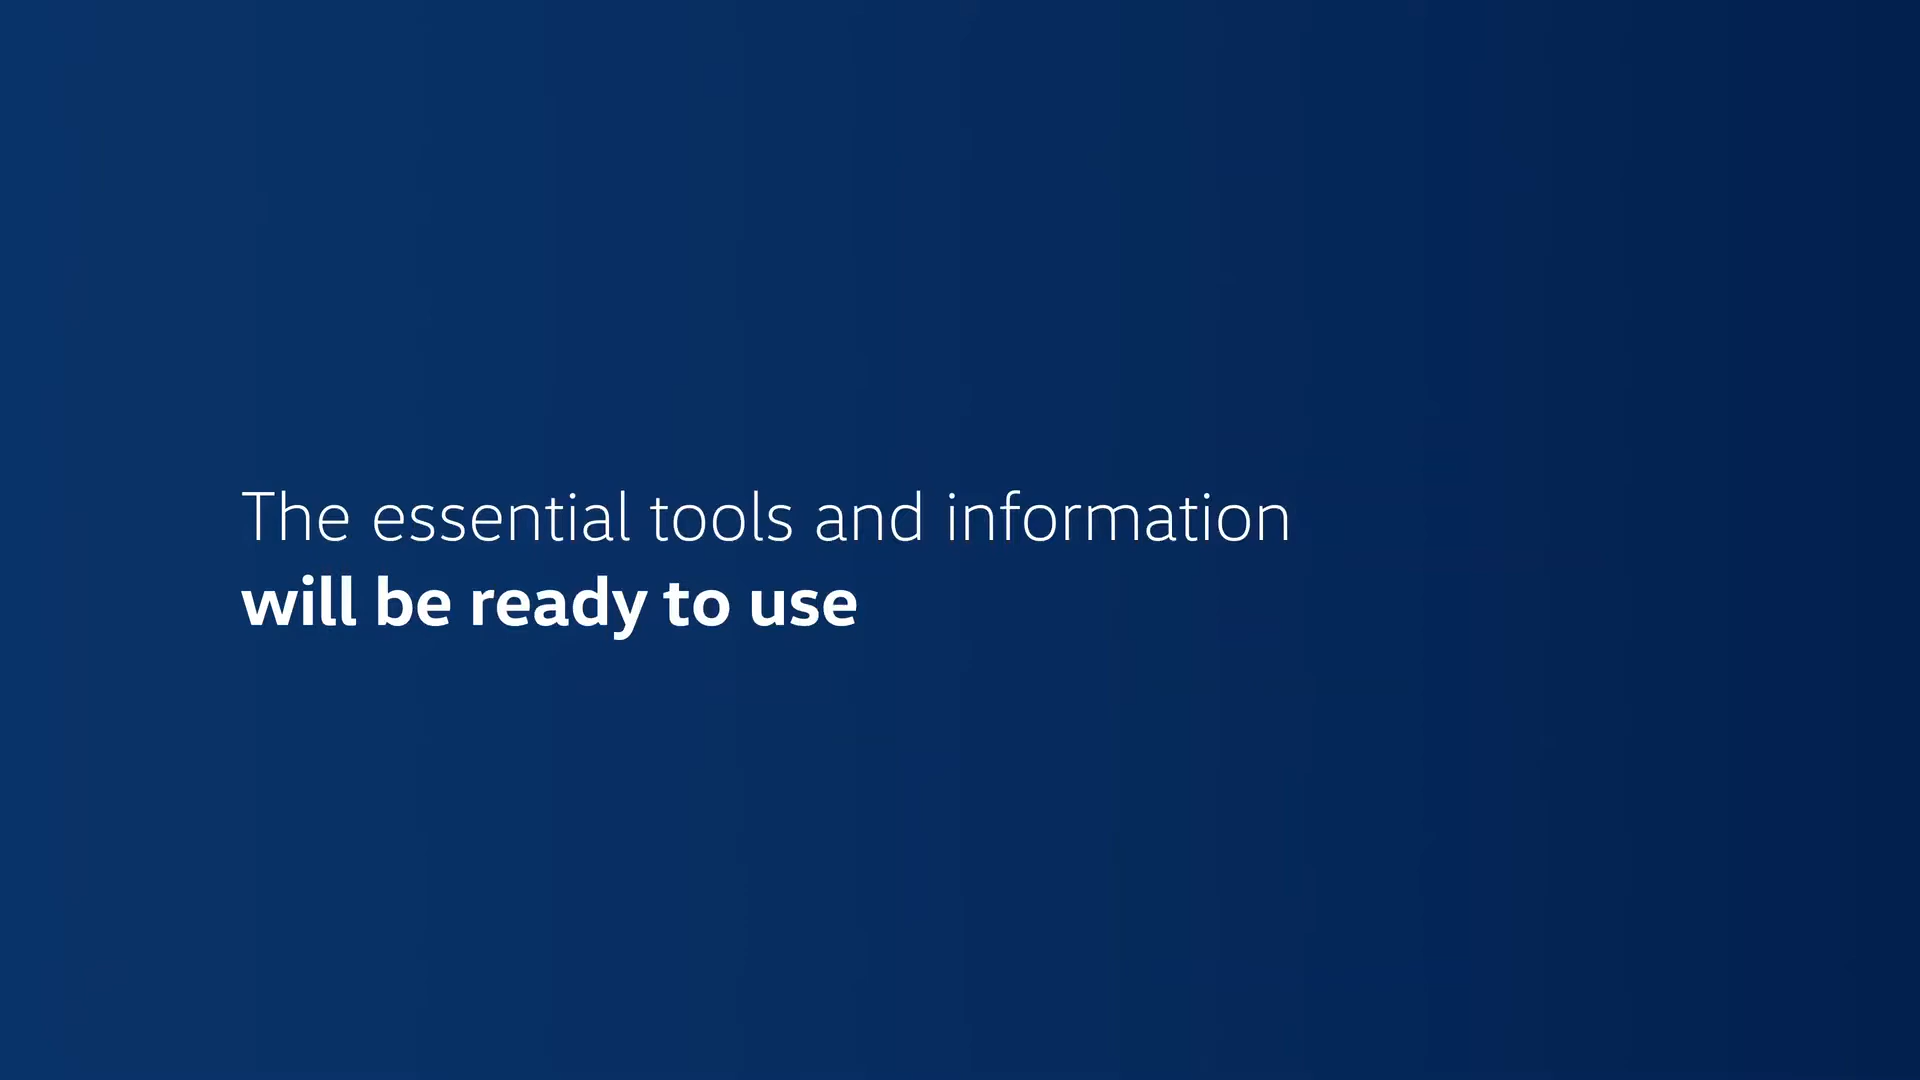 The essential tools and information
will be ready to use